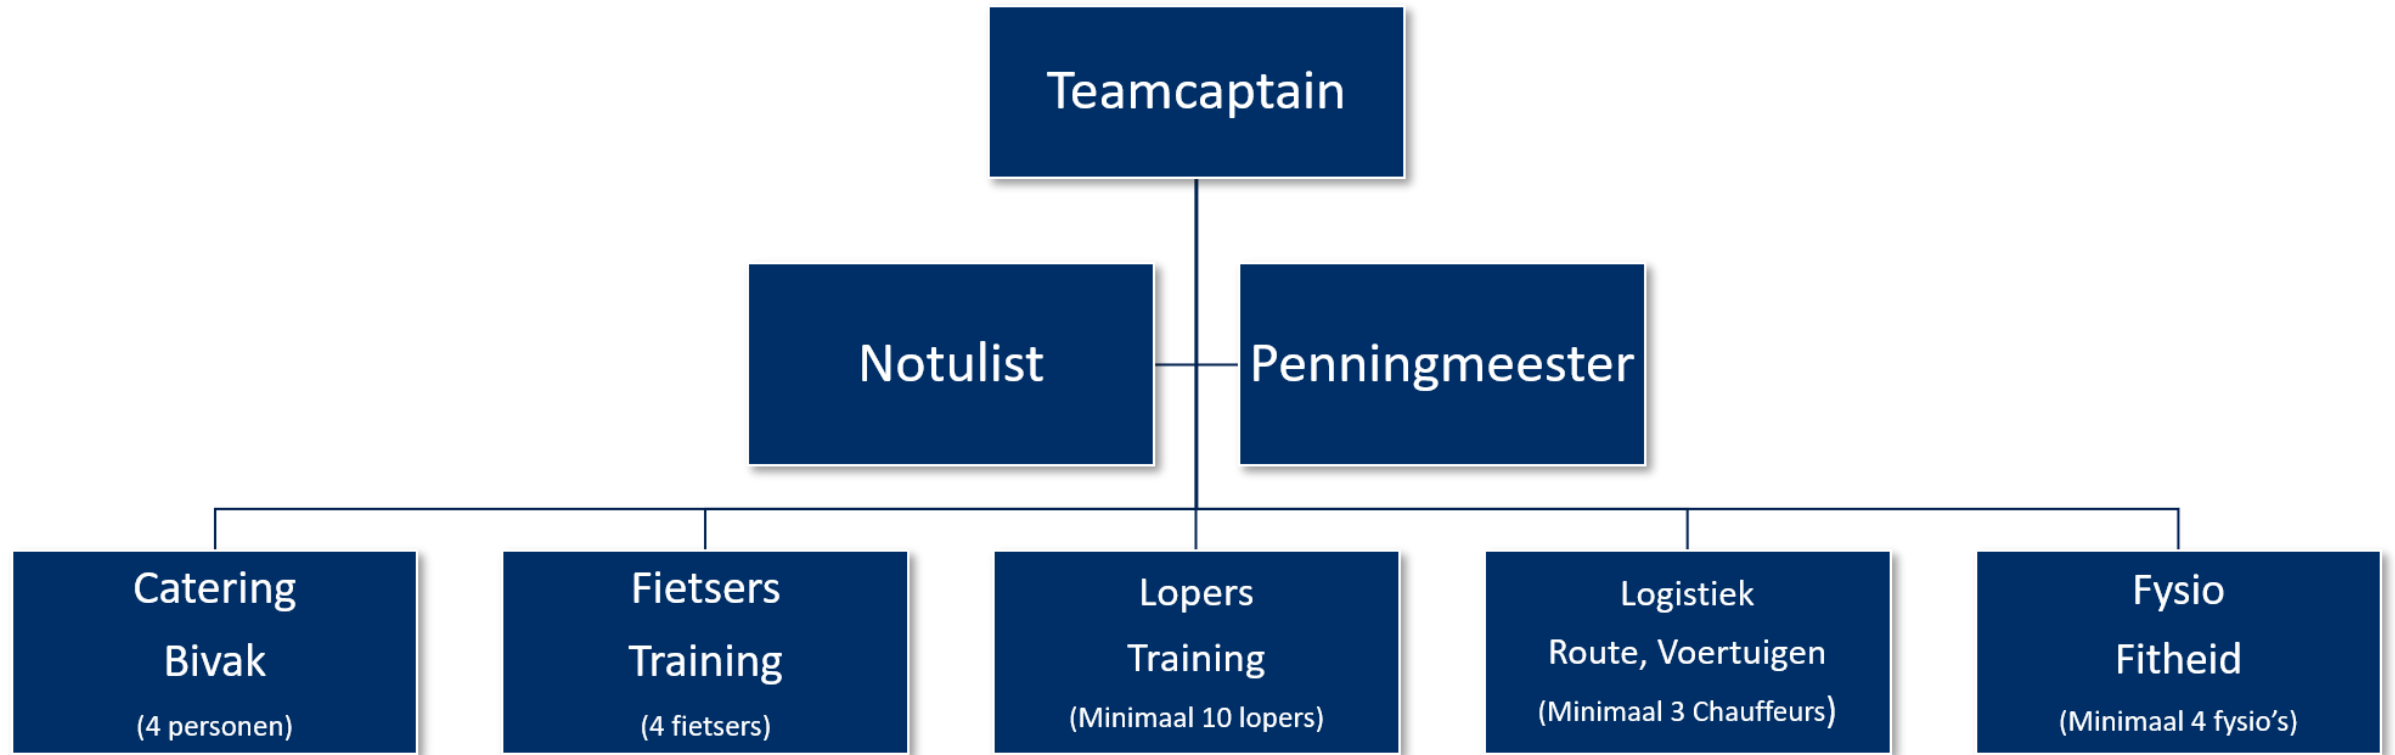 Teamcaptain
Notulist
Penningmeester
Catering
Bivak
(4 personen)
Fietsers
Training
(4 fietsers)
Lopers
Training
(Minimaal 10 lopers)
Logistiek
Route, Voertuigen
(Minimaal 3 Chauffeurs)
Fysio
Fitheid
(Minimaal 4 fysio’s)